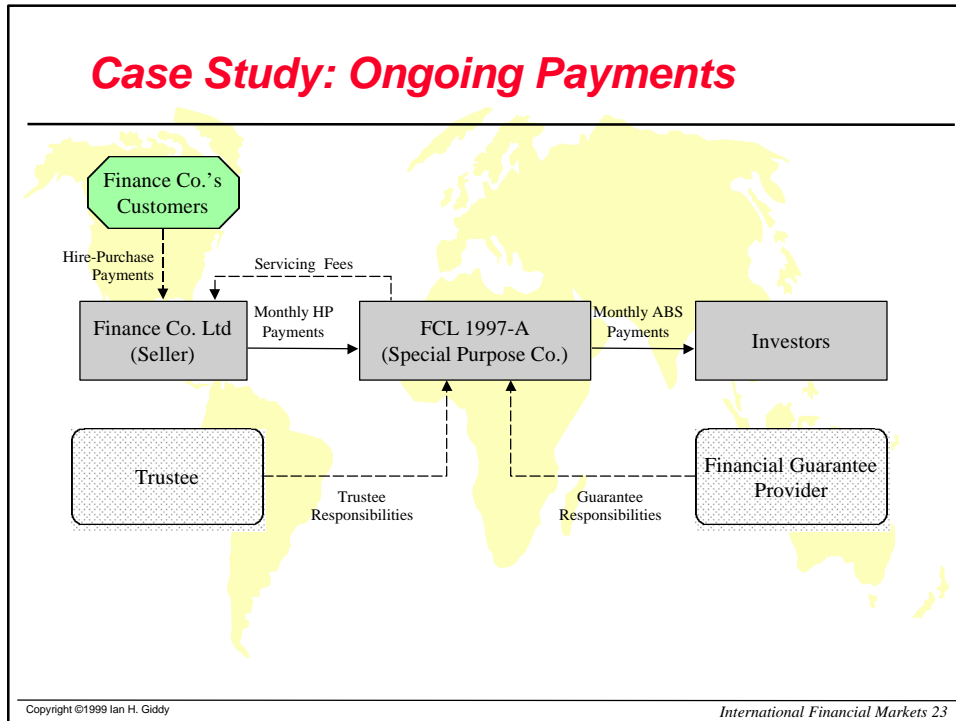 Case Study: Ongoing Payments
Finance Co.'s
Customers
Hire-Purchase
Payments
Servicing Fees
Finance Co. Ltd
(Seller)
Monthly HP
Payments
FCL 1997-A
(Special Purpose Co.)
Monthly ABS
Payments
Investors
Trustee
Trustee
Responsibilities
Guarantee
Responsibilities
Financial Guarantee
Provider
Copyright ©1999 Ian H. Giddy
International Financial Markets 23